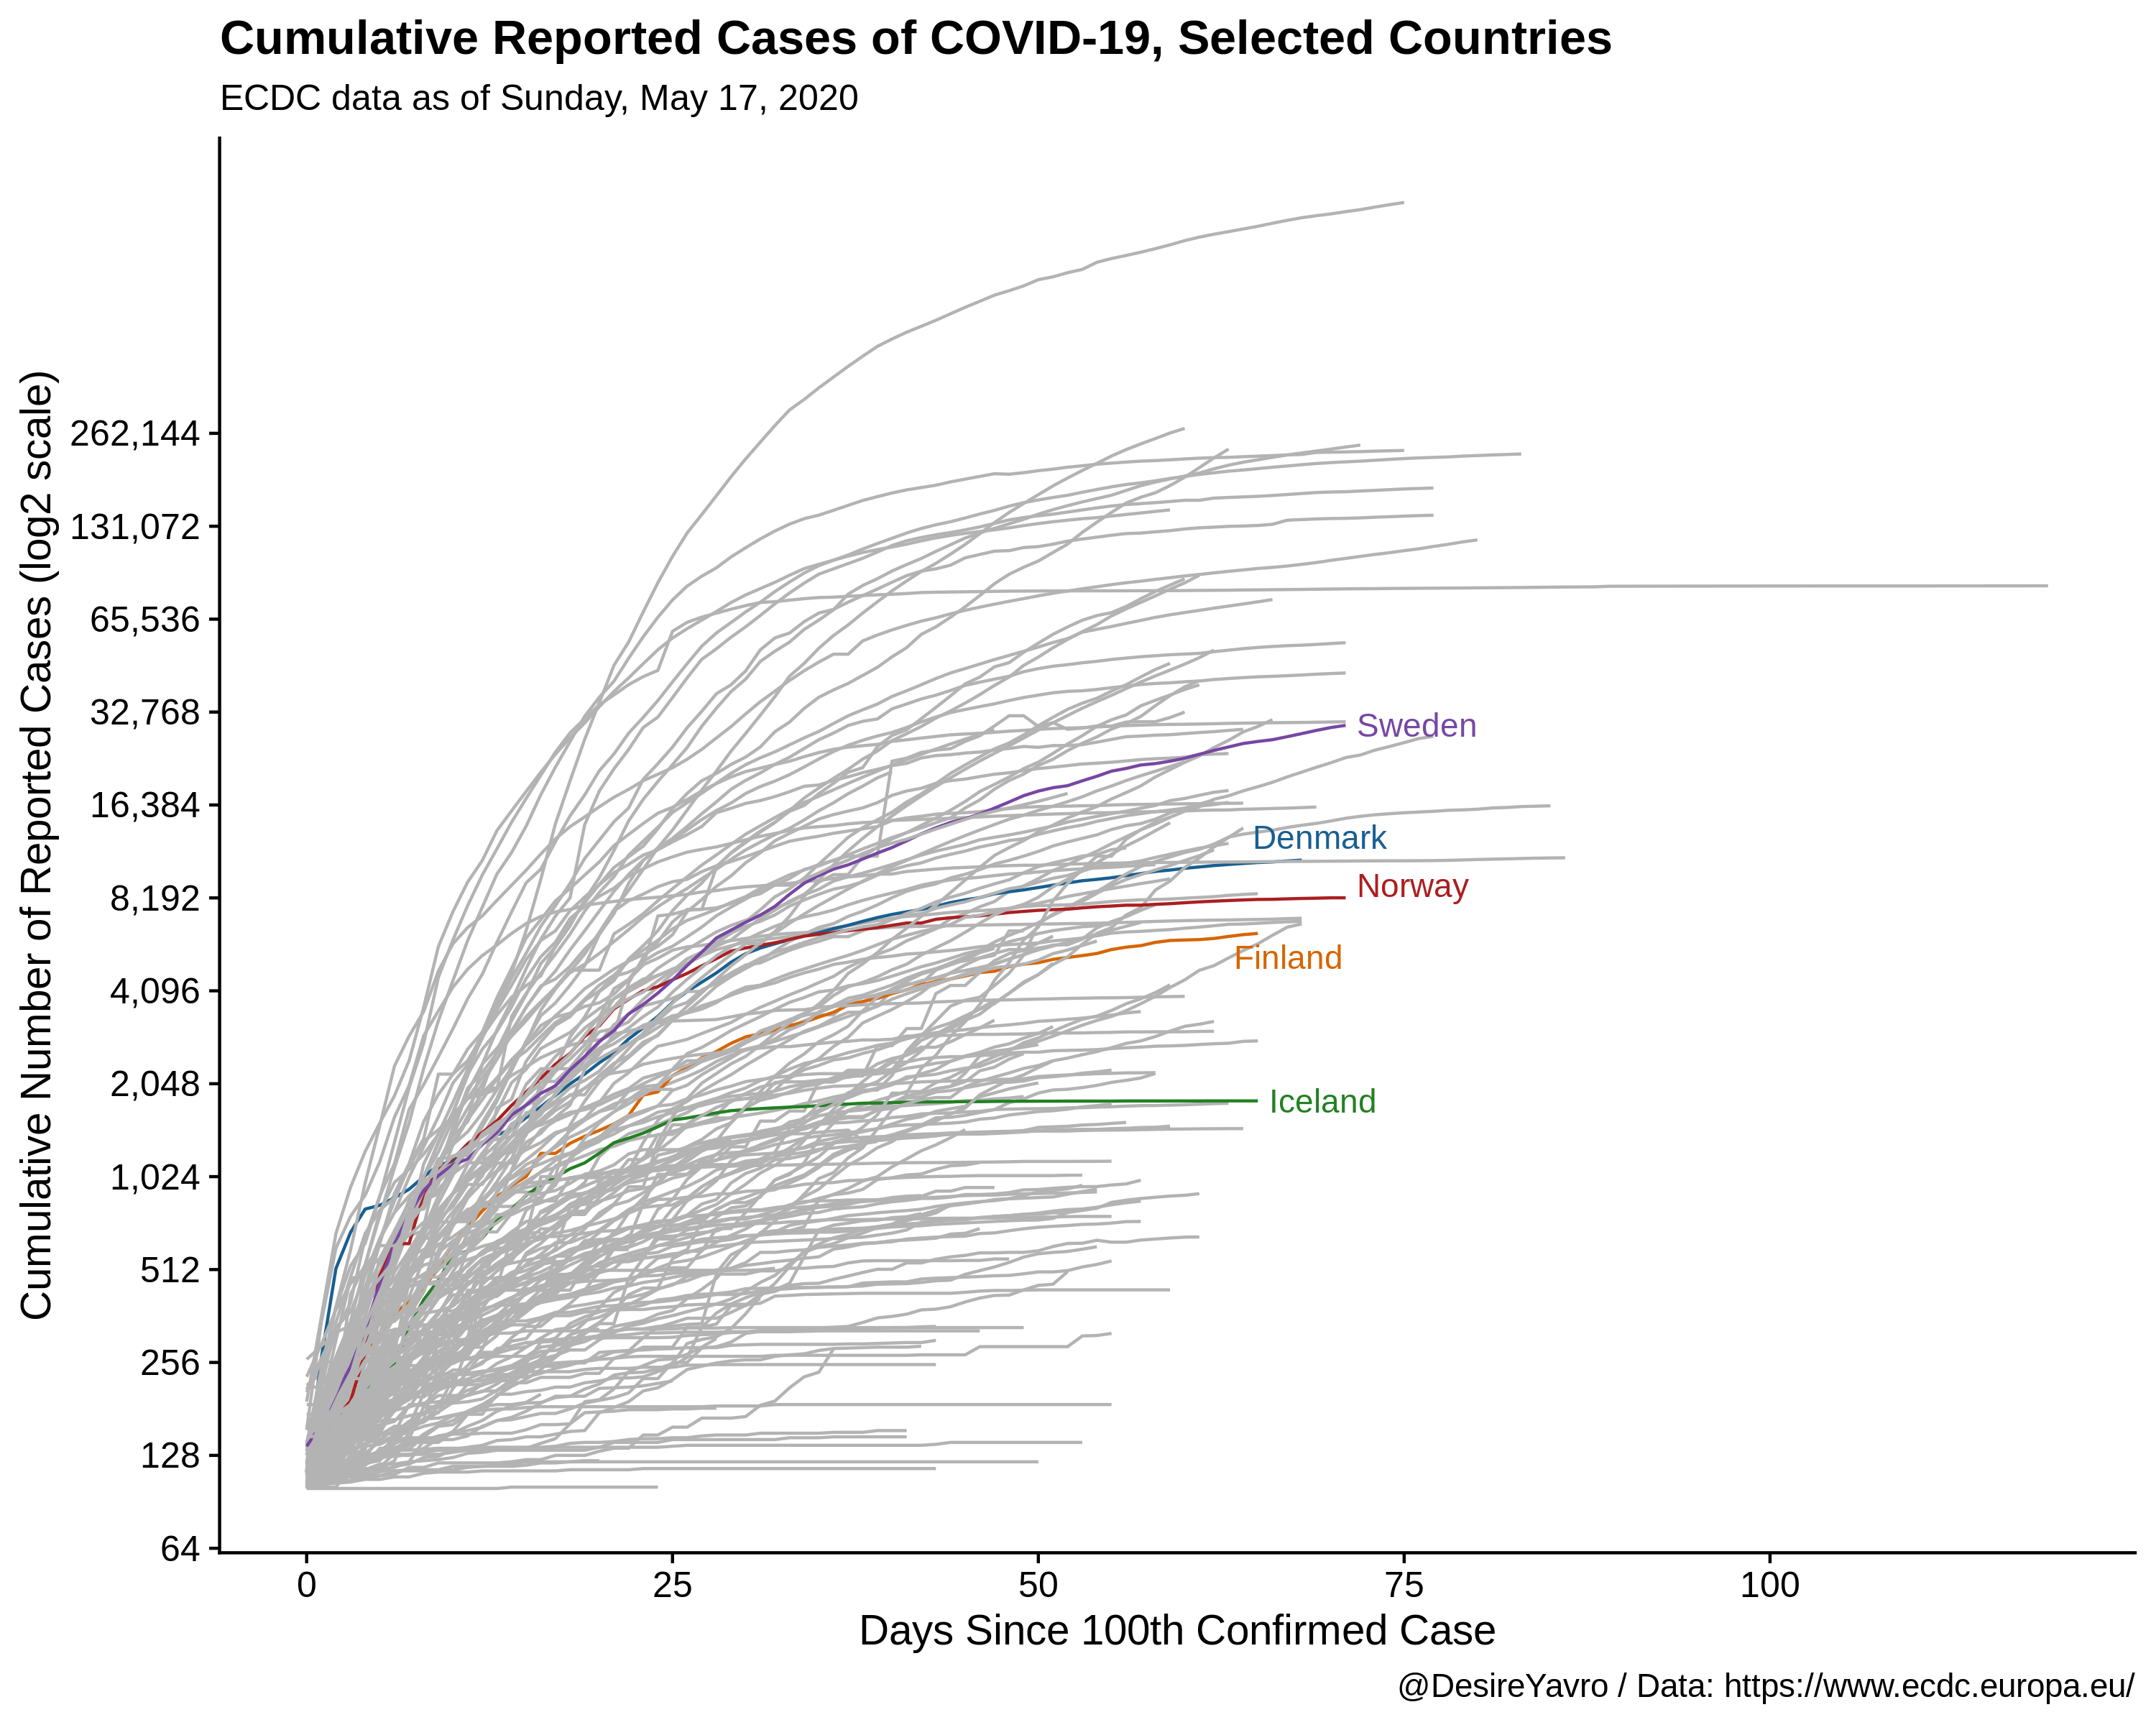 Cumulative Reported Cases of COVID-19, Selected Countries
ECDC data as of Sunday, May 17, 2020
Cumulative Number of Reported Cases (log2 scale)
262,144
131,072
65,536
32,768
16,384
8,192
4,096
2,048
1,024
512
256
128
64
Sweden
Denmark
Norway
Finland
Iceland
0 25 50 75 100
Days Since 100th Confirmed Case
@DesireYavro / Data: https://www.ecdc.europa.eu/